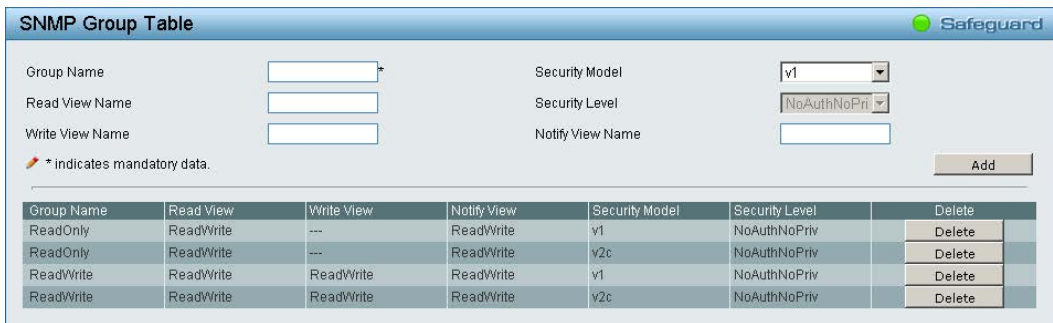 SNMP Group Table Safeguard
Group Name * Security Model v1
Read View Name Security Level NoAuthNoPri
Write View Name Notify View Name
* indicates mandatory data. Add
Group Name Read View Write View Notify View Security Model Security Level Delete
ReadOnly ReadWrite --- ReadWrite v1 NoAuthNoPriv Delete
ReadOnly ReadWrite --- ReadWrite v2c NoAuthNoPriv Delete
ReadWrite ReadWrite ReadWrite ReadWrite v1 NoAuthNoPriv Delete
ReadWrite ReadWrite ReadWrite ReadWrite v2c NoAuthNoPriv Delete